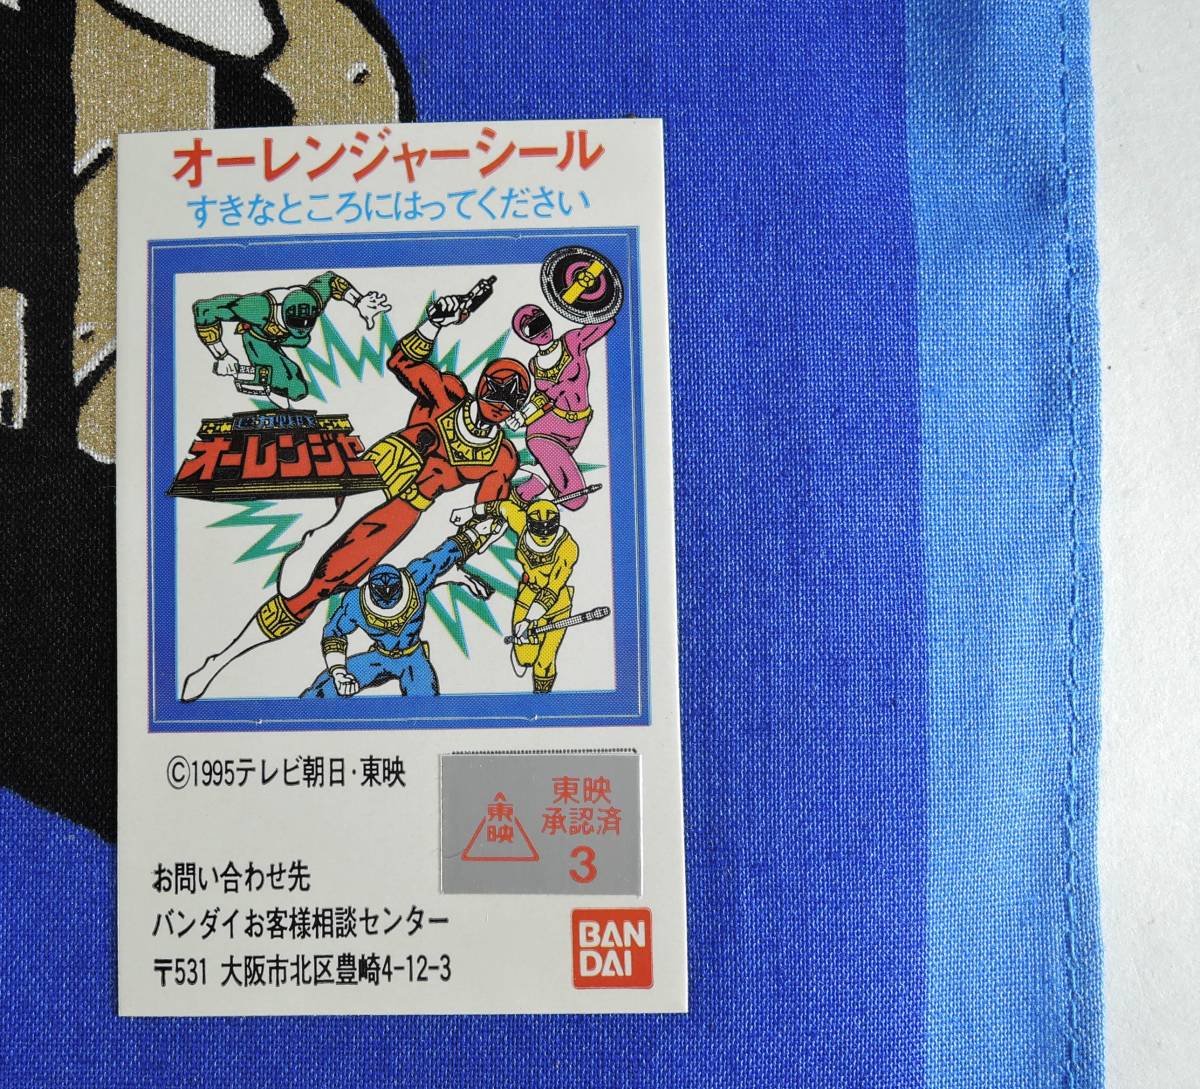 オーレンジャーシール
すきなところにはってください
オーレンジャー
©1995テレビ朝日・東映
東映
東映
承認済
3
お問い合わせ先
バンダイお客様相談センター
〒531 大阪市北区豊崎4-12-3
BAN
DAI